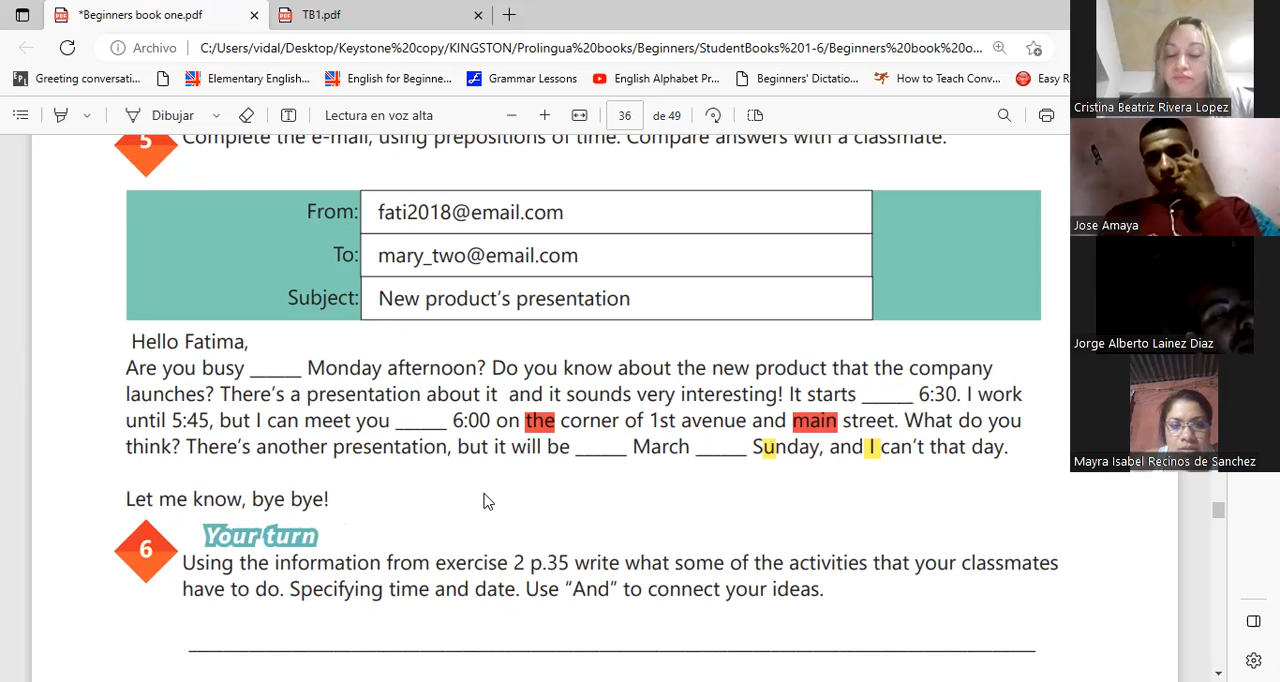 *Beginners book one.pdf
TB1.pdf
Archivo
C:/Users/vidal/Desktop/Keystone%20copy/KINGSTON/Prolingua%20books/Beginners/StudentBooks%201-6/Beginners%20book%20o...
Greeting conversati...
Elementary English...
English for Beginne...
Grammar Lessons
English Alphabet Pr...
Beginners' Dictatio...
How to Teach Conv...
Easy R
Dibujar
Lectura en voz alta
36
de 49
5
Complete the e-mail, using prepositions of time. Compare answers with a classmate.
From:
fati2018@email.com
To:
mary_two@email.com
Subject:
New product's presentation
Hello Fatima,
Are you busy _____ Monday afternoon? Do you know about the new product that the company
launches? There's a presentation about it and it sounds very interesting! It starts _____ 6:30. I work
until 5:45, but I can meet you _____ 6:00 on the corner of 1st avenue and main street. What do you
think? There's another presentation, but it will be _____ March _____ Sunday, and I can't that day.
Let me know, bye bye!
6
Your turn
Using the information from exercise 2 p.35 write what some of the activities that your classmates
have to do. Specifying time and date. Use "And" to connect your ideas.
Cristina Beatriz Rivera Lopez
Jose Amaya
Jorge Alberto Lainez Diaz
Mayra Isabel Recinos de Sanchez